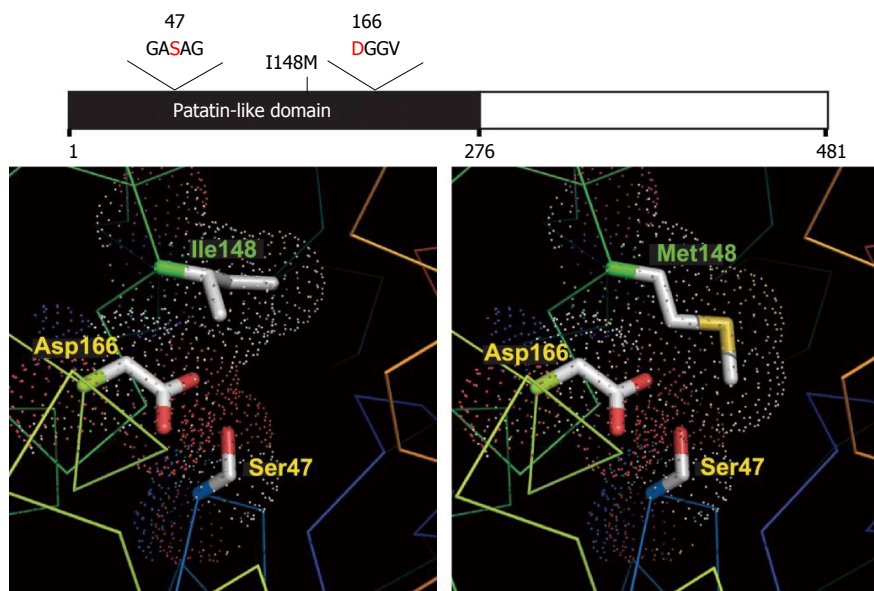 47
166
GASAG
DGGV
I148M
Patatin-like domain
1
276
481
Ile148
Asp166
Ser47
Met148
Asp166
Ser47